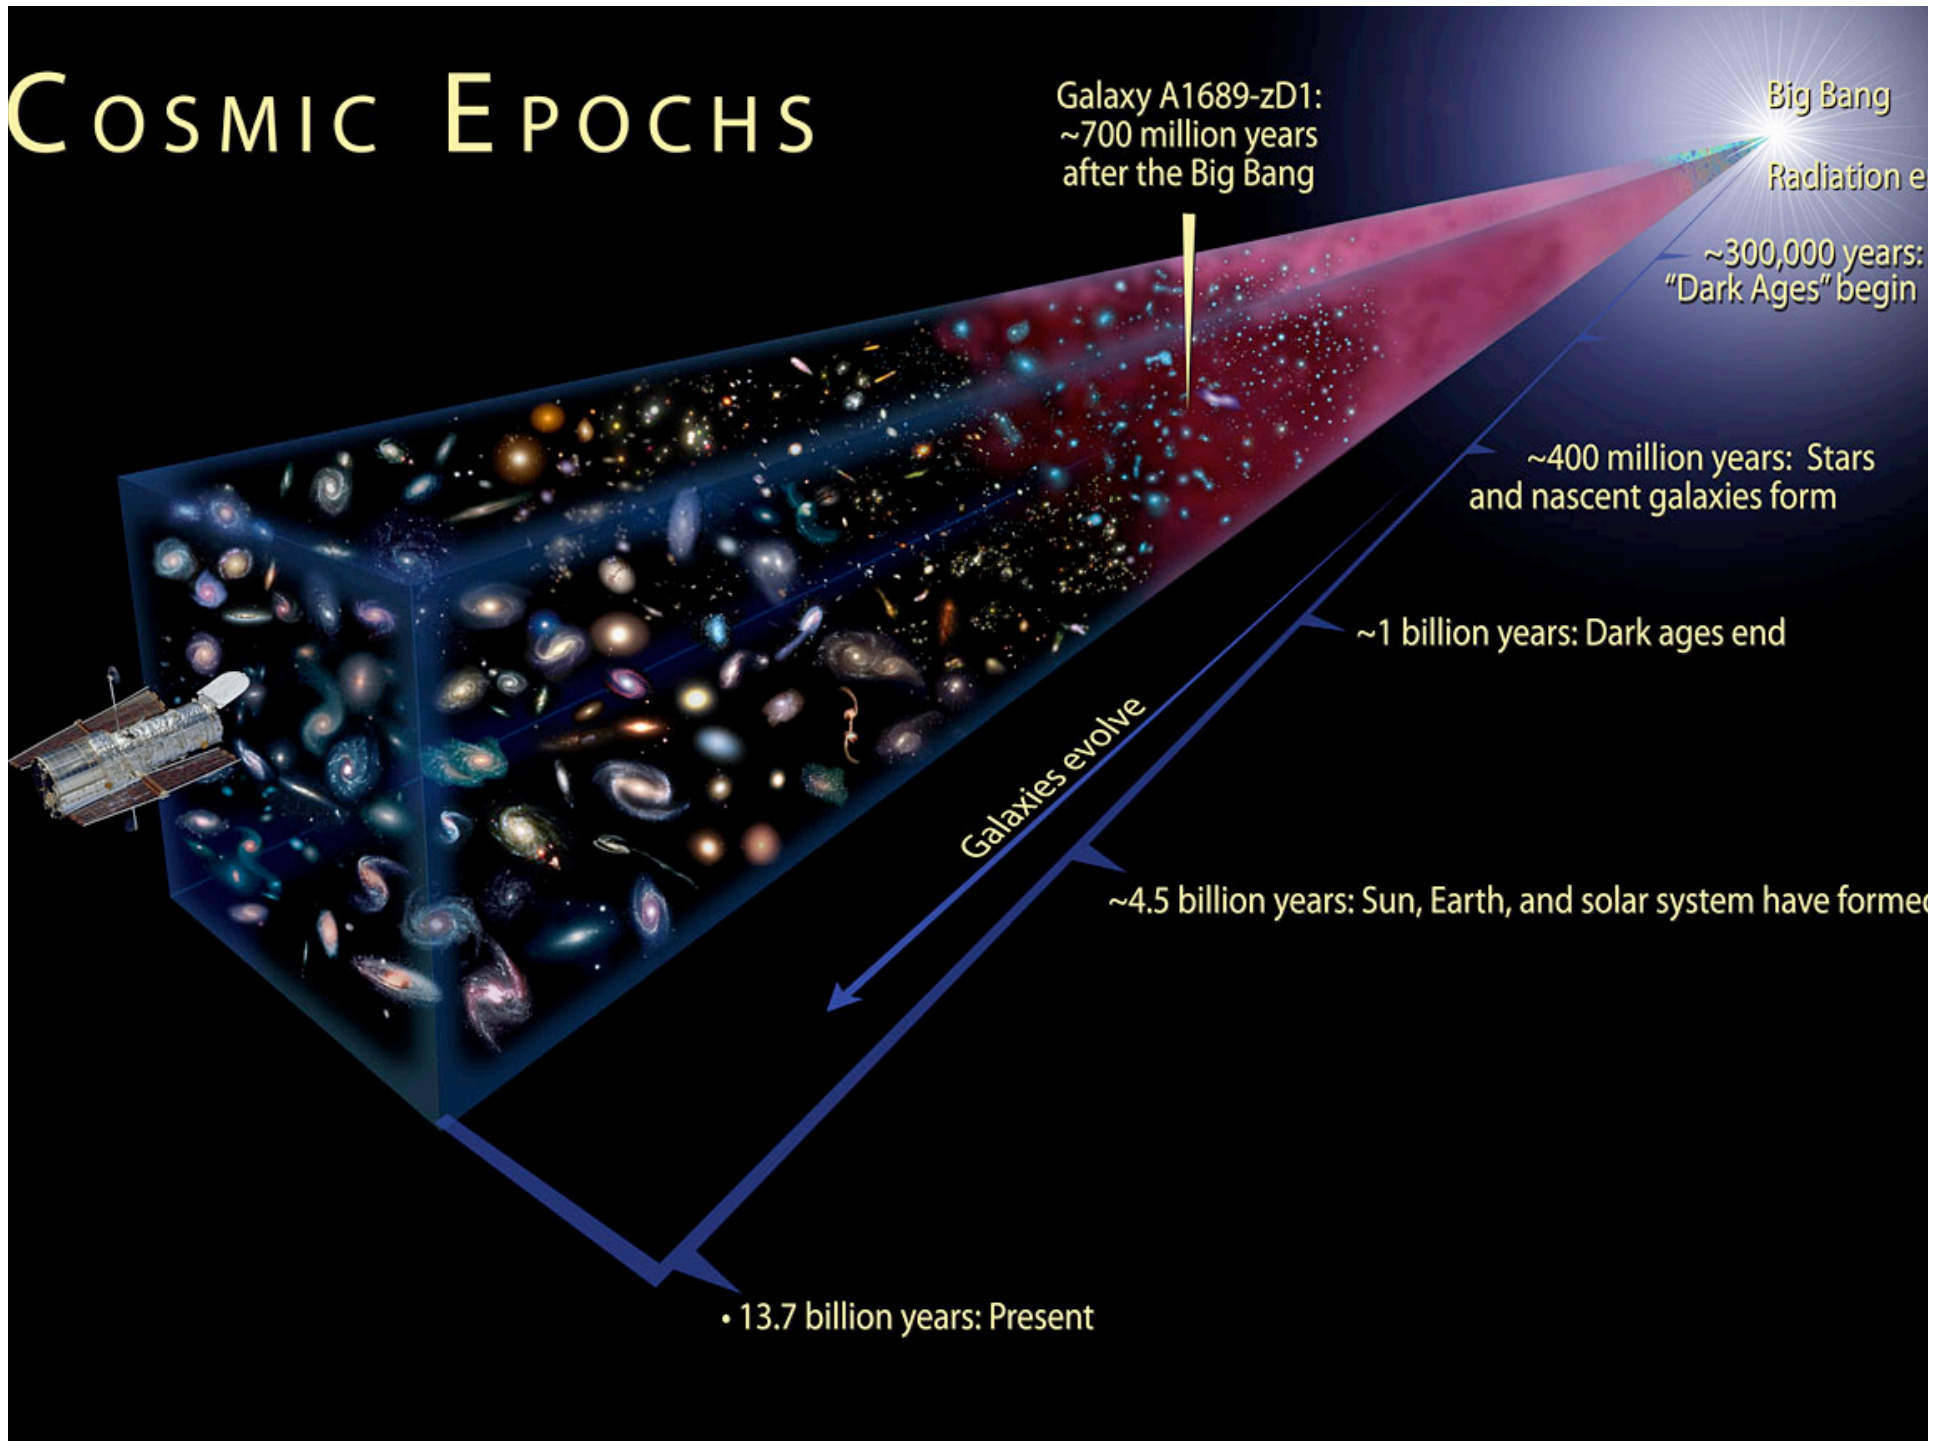 COSMIC EPOCHS
Galaxy A1689-zD1:
~700 million years
after the Big Bang
Big Bang
Radiation e
~300,000 years:
“Dark Ages” begin
~400 million years: Stars
and nascent galaxies form
~1 billion years: Dark ages end
Galaxies evolve
~4.5 billion years: Sun, Earth, and solar system have formed
• 13.7 billion years: Present